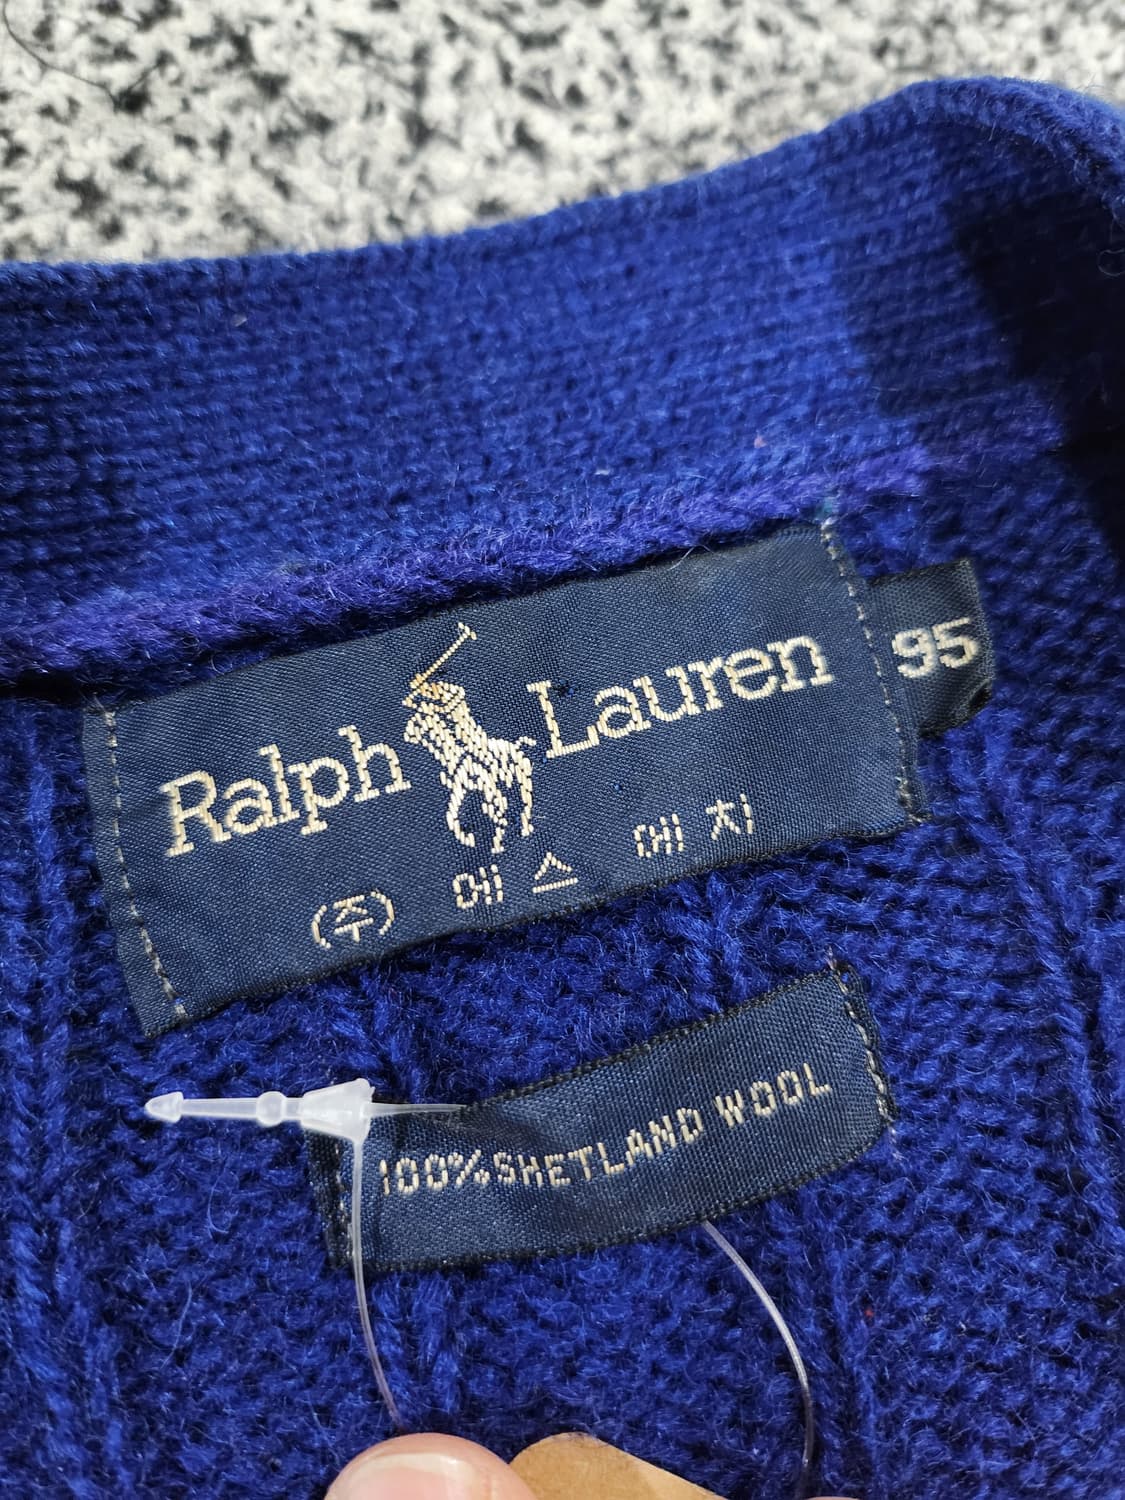 Ralph Lauren
95
(주) 에스에지
100%SHETLAND WOOL